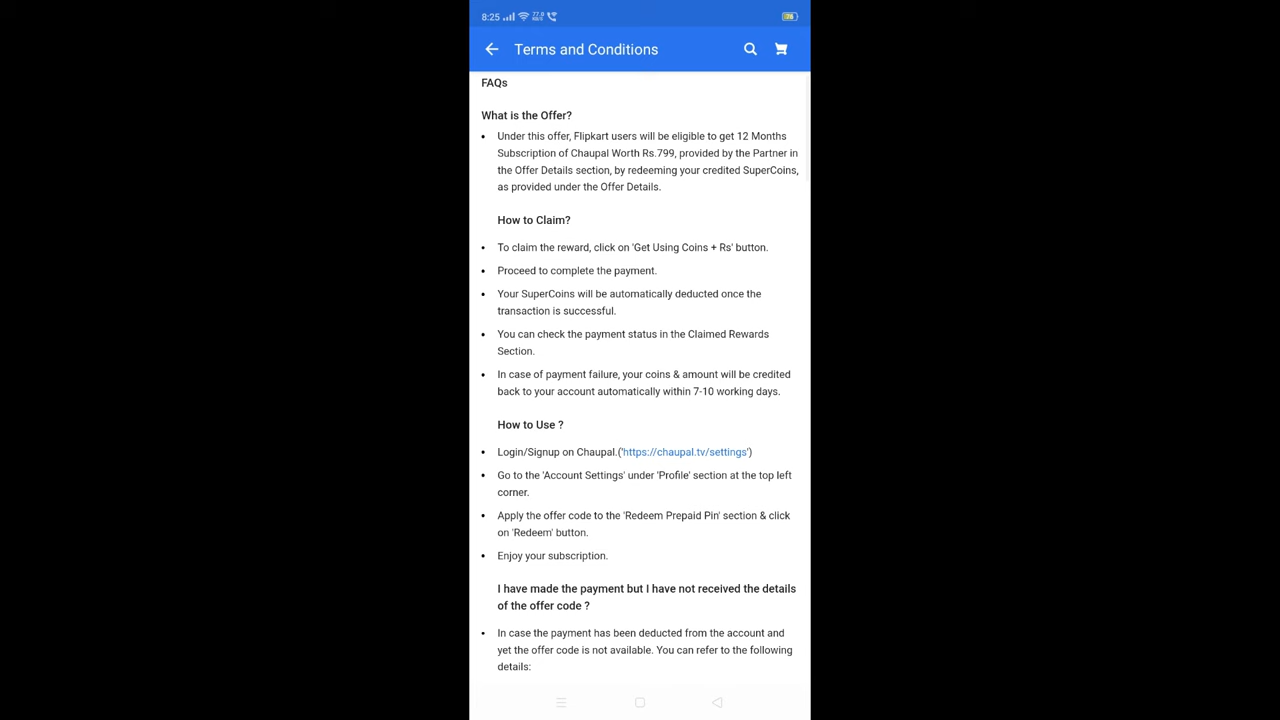 8:25
Terms and Conditions
FAQs
What is the Offer?
• Under this offer, Flipkart users will be eligible to get 12 Months
Subscription of Chaupal Worth Rs.799, provided by the Partner in
the Offer Details section, by redeeming your credited SuperCoins,
as provided under the Offer Details.
How to Claim?
• To claim the reward, click on 'Get Using Coins + Rs' button.
• Proceed to complete the payment.
• Your SuperCoins will be automatically deducted once the
transaction is successful.
• You can check the payment status in the Claimed Rewards
Section.
• In case of payment failure, your coins & amount will be credited
back to your account automatically within 7-10 working days.
How to Use ?
• Login/Signup on Chaupal.('https://chaupal.tv/settings')
• Go to the 'Account Settings' under 'Profile' section at the top left
corner.
• Apply the offer code to the 'Redeem Prepaid Pin' section & click
on 'Redeem' button.
• Enjoy your subscription.
I have made the payment but I have not received the details
of the offer code ?
• In case the payment has been deducted from the account and
yet the offer code is not available. You can refer to the following
details: